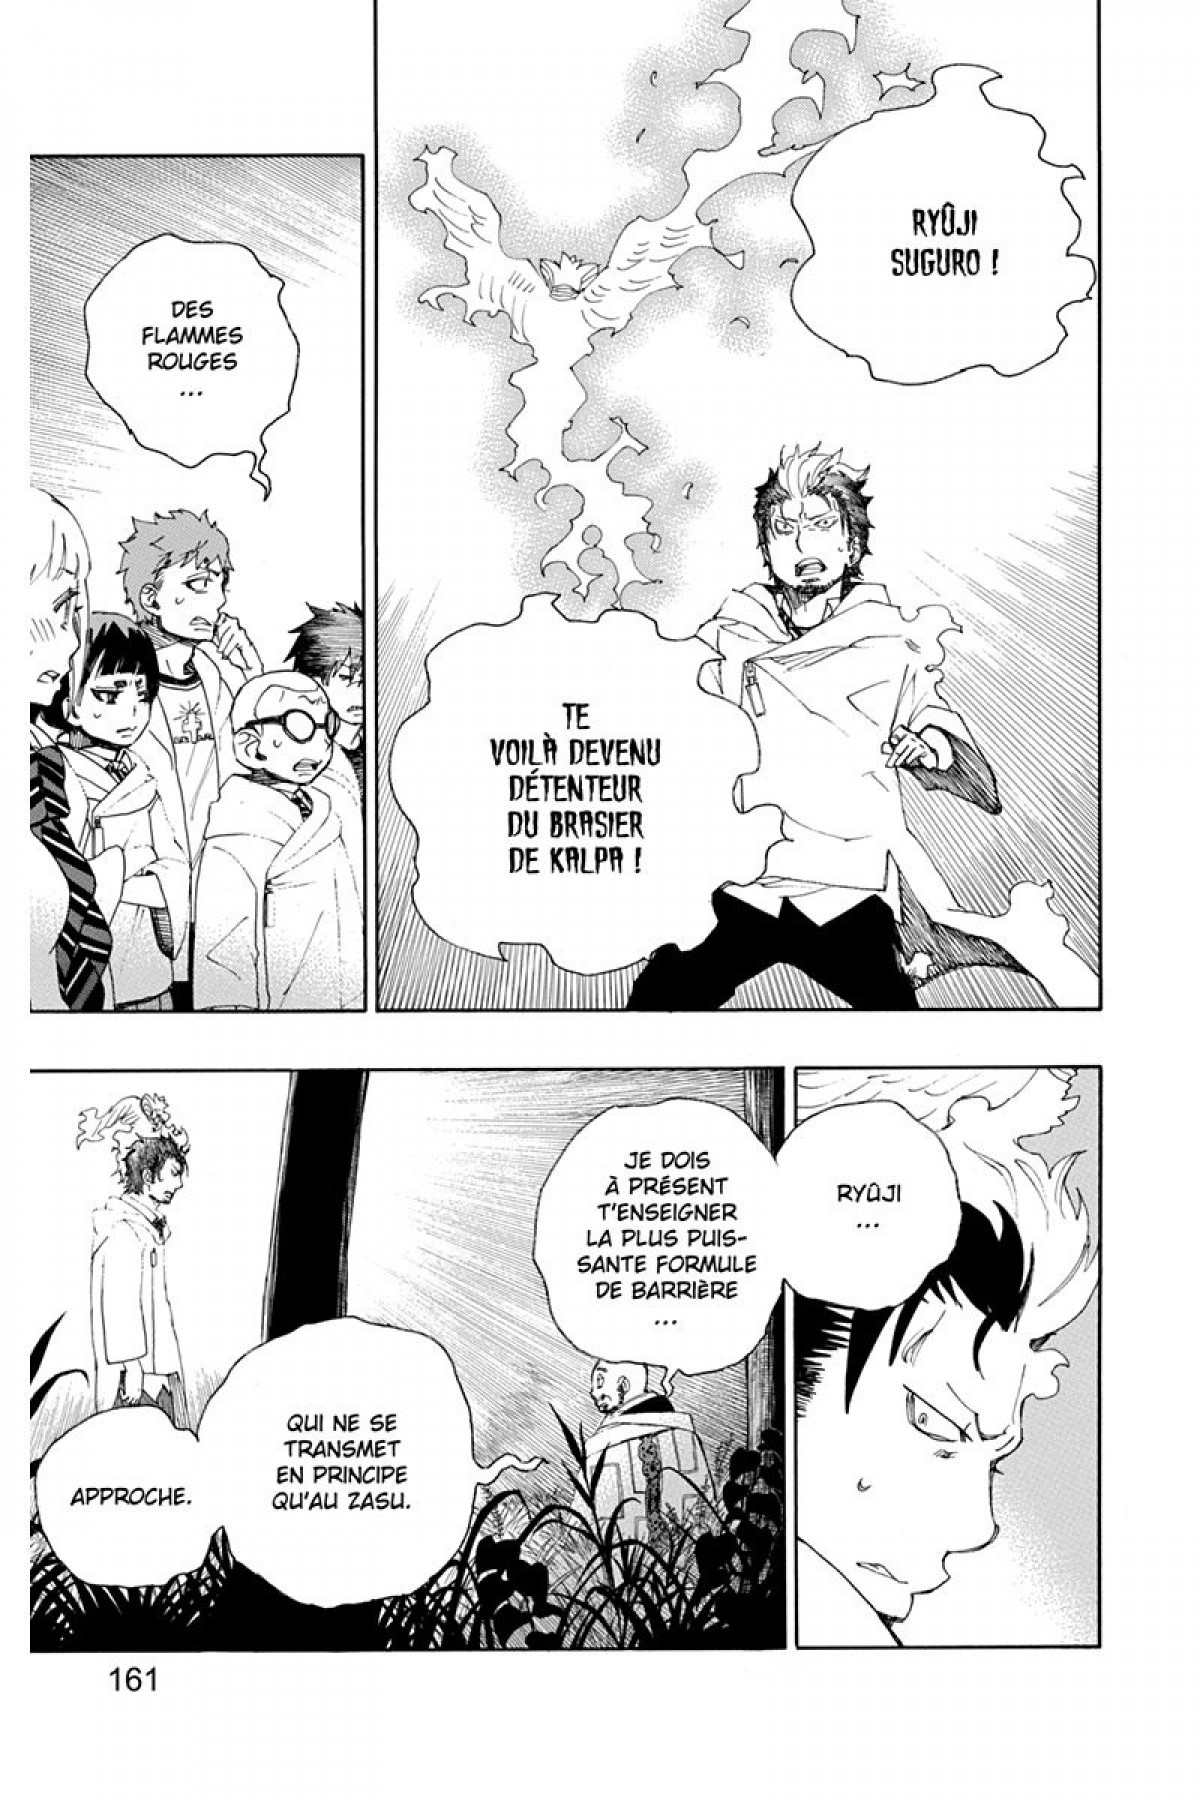 RYÛJI
SUGURO !
TE
VOILÀ DEVENU
DÉTENTEUR
DU BRASIER
DE KALPA !
DES
FLAMMES
ROUGES
...
RYÛJI
...
JE DOIS
À PRÉSENT
T'ENSEIGNER
LA PLUS PUIS-
SANTE FORMULE
DE BARRIÈRE
...
QUI NE SE
TRANSMET
EN PRINCIPE
QU'AU ZASU.
APPROCHE.
161